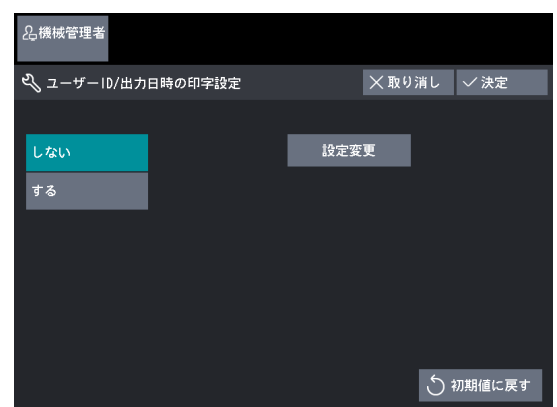 機械管理者
ユーザーID/出力日時の印字設定
取り消し
決定
しない
設定変更
する
初期値に戻す